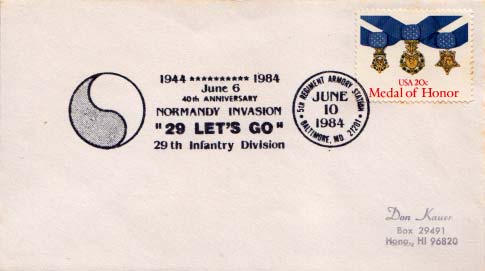 1944 ********** 1984
June 6
40th ANNIVERSARY
NORMANDY INVASION
"29 LET'S GO"
29th Infantry Division
5th REGIMENT ARMORY STATION
JUNE
10
1984
BALTIMORE, MD. 21201
USA 20c
Medal of Honor
Don Kauer
Box 29491
Hono, HI 96820